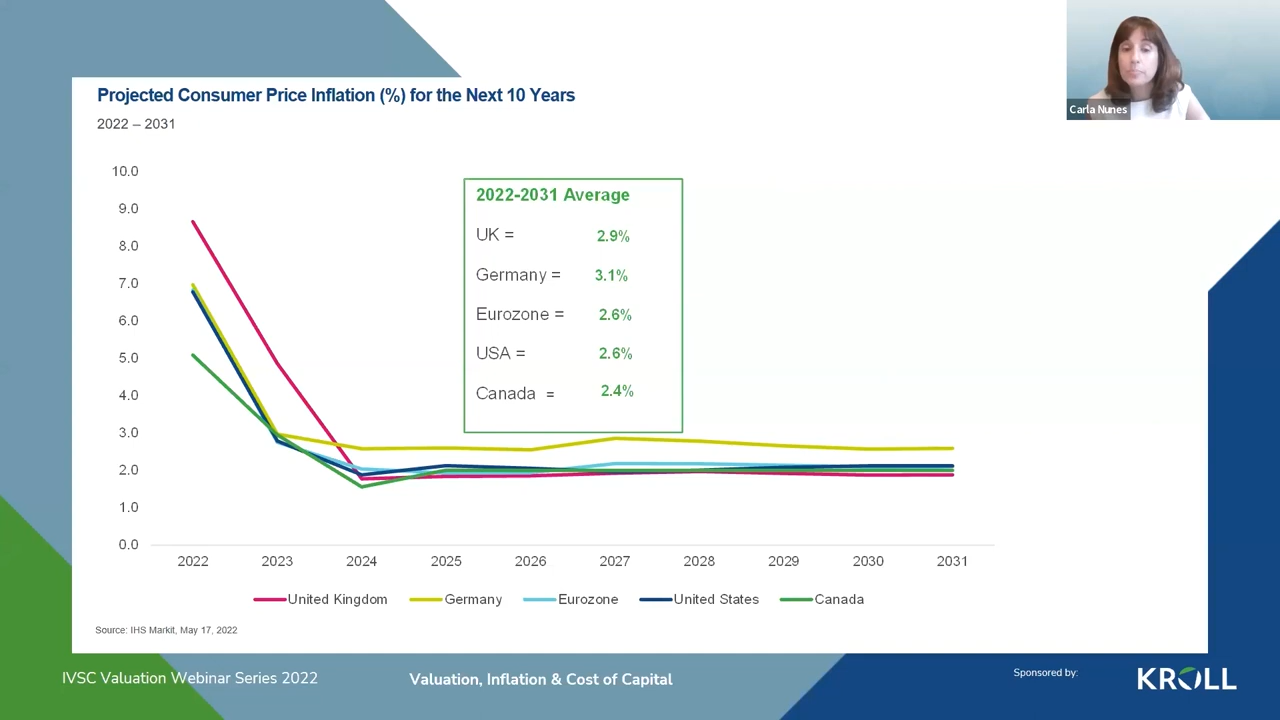 Carla Nunes
Projected Consumer Price Inflation (%) for the Next 10 Years
2022 – 2031
10.0
9.0
8.0
7.0
6.0
5.0
4.0
3.0
2.0
1.0
0.0
2022-2031 Average
UK = 2.9%
Germany = 3.1%
Eurozone = 2.6%
USA = 2.6%
Canada = 2.4%
2022 2023 2024 2025 2026 2027 2028 2029 2030 2031
United Kingdom Germany Eurozone United States Canada
Source: IHS Markit, May 17, 2022
IVSC Valuation Webinar Series 2022
Valuation, Inflation & Cost of Capital
Sponsored by:
KROLL